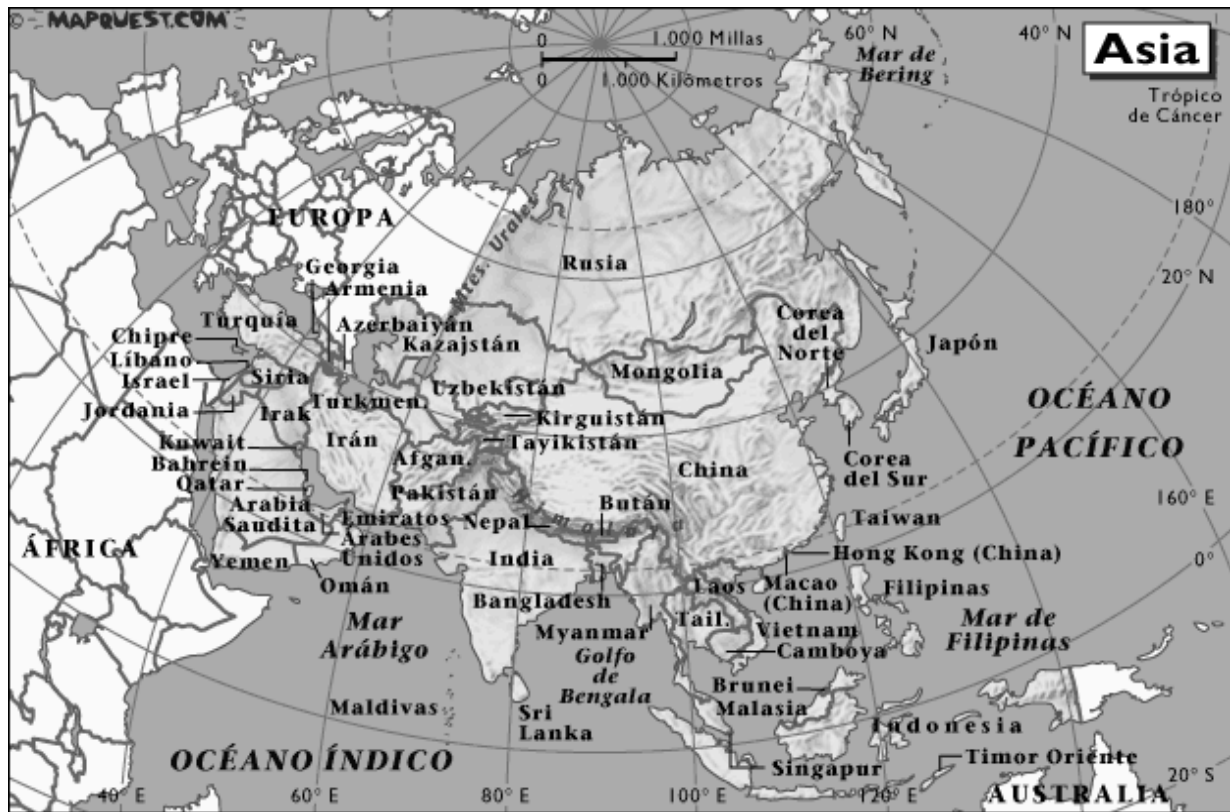 © MAPQUEST.COM
0 1.000 Millas
0 1.000 Kilómetros
60° N
40° N
Mar de
Bering
Asia
Trópico
de Cáncer
180°
20° N
EUROPA
Mtes. Urales
Rusia
Georgia
Armenia
Turquía
Azerbaiyán
Kazajstán
Chipre
Líbano
Israel
Siria
Jordania
Irak
Turkmen.
Uzbekistán
Kirguistán
Tayikistán
Mongolia
Corea
del
Norte
Japón
OCÉANO
PACÍFICO
Kuwait
Irán
Afgan.
China
Corea
del Sur
Bahrein
Qatar
Pakistán
Arabia
Saudita
Emiratos
Árabes
Unidos
Nepal
Himalaya
Bután
Taiwan
160° E
0°
ÁFRICA
Yemen
Omán
India
Bangladesh
Myanmar
Laos
Macao
(China)
Hong Kong (China)
Filipinas
Mar
Arábigo
Tail.
Vietnam
Camboya
Mar de
Filipinas
Golfo
de
Bengala
Maldivas
Sri
Lanka
Brunei
Malasia
Indonesia
OCÉANO ÍNDICO
Singapur
Timor Oriente
AUSTRALIA
20° S
40° E
60° E
80° E
100° E
120° E